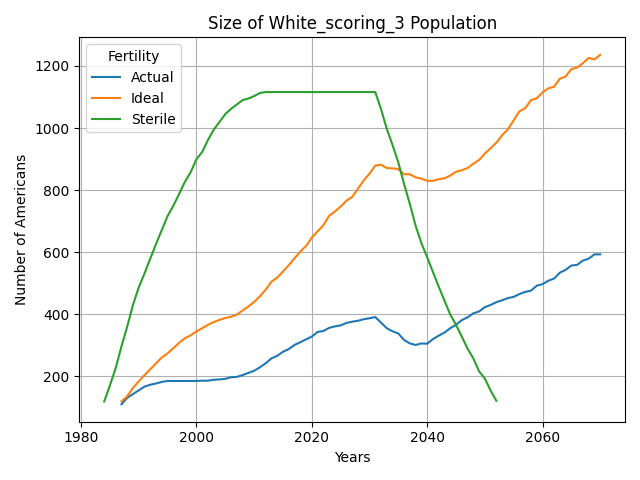 Size of White_scoring_3 Population
Fertility
Actual
Ideal
Sterile
Number of Americans
1200
1000
800
600
400
200
1980
2000
2020
2040
2060
Years